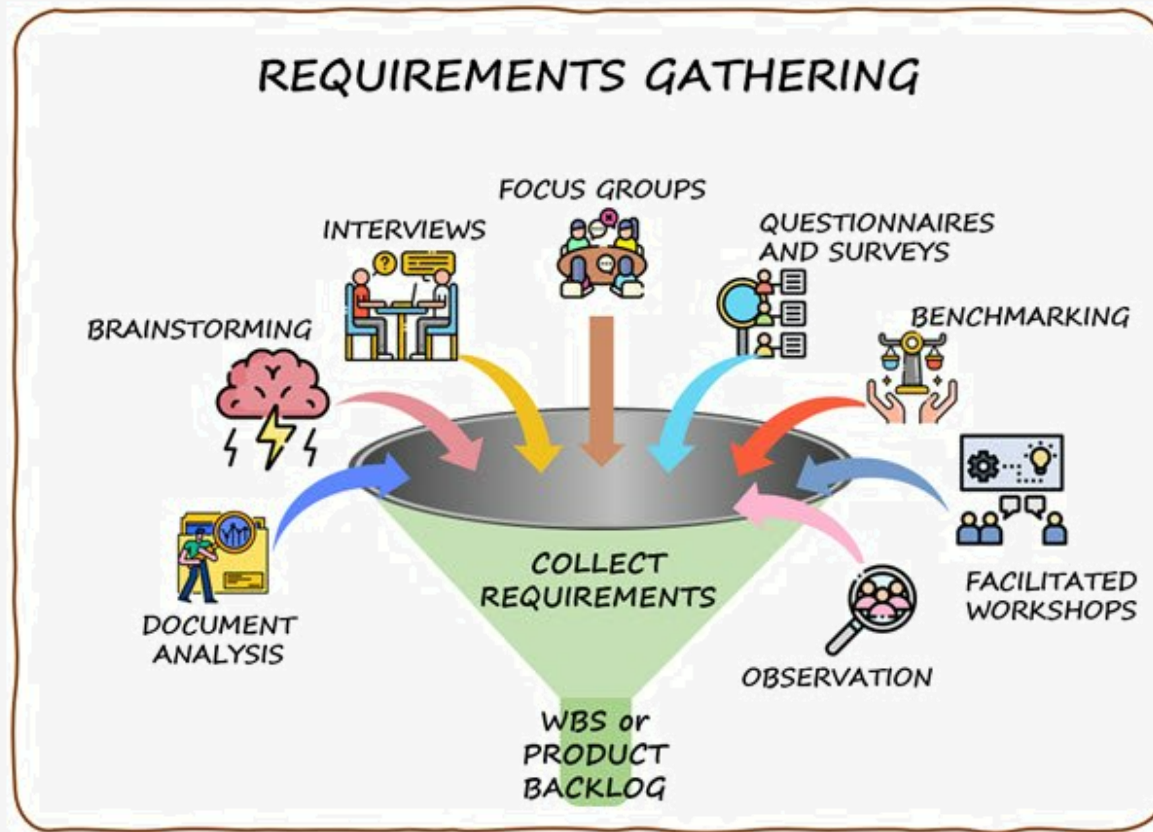 REQUIREMENTS GATHERING
FOCUS GROUPS
INTERVIEWS
QUESTIONNAIRES
AND SURVEYS
BRAINSTORMING
BENCHMARKING
COLLECT
REQUIREMENTS
FACILITATED
WORKSHOPS
DOCUMENT
ANALYSIS
OBSERVATION
WBS or
PRODUCT
BACKLOG